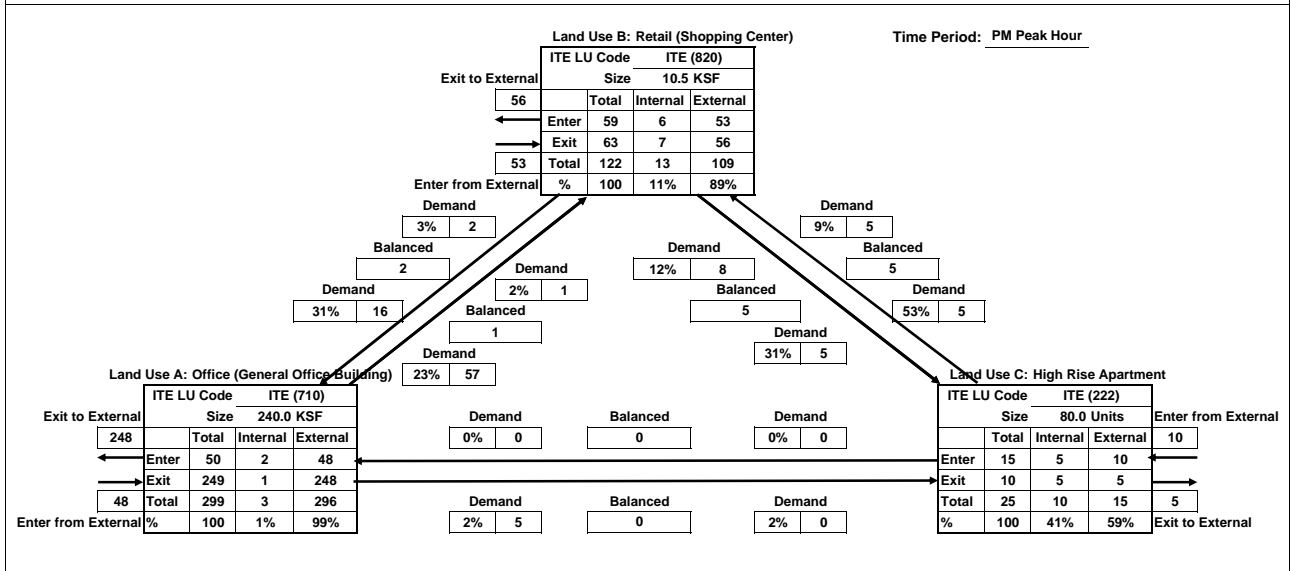 Land Use B: Retail (Shopping Center)
Time Period: PM Peak Hour
ITE LU Code ITE (820)
Exit to External
Size 10.5 KSF
56
Total Internal External
Enter 59 6 53
Exit 63 7 56
53
Total 122 13 109
Enter from External
% 100 11% 89%
Demand
3% 2
Balanced
2
Demand
31% 16
Demand
2% 1
Balanced
1
Demand
23% 57
Demand
12% 8
Balanced
5
Demand
31% 5
Demand
9% 5
Balanced
5
Demand
53% 5
Land Use A: Office (General Office Building)
ITE LU Code ITE (710)
Exit to External
Size 240.0 KSF
248
Total Internal External
Enter 50 2 48
Exit 249 1 248
48
Total 299 3 296
Enter from External
% 100 1% 99%
Demand
0% 0
Balanced
0
Demand
0% 0
Demand
2% 5
Balanced
0
Demand
2% 0
Land Use C: High Rise Apartment
ITE LU Code ITE (222)
Size 80.0 Units
Enter from External
Total Internal External
10
Enter 15 5 10
Exit 10 5 5
Total 25 10 15
5
% 100 41% 59%
Exit to External